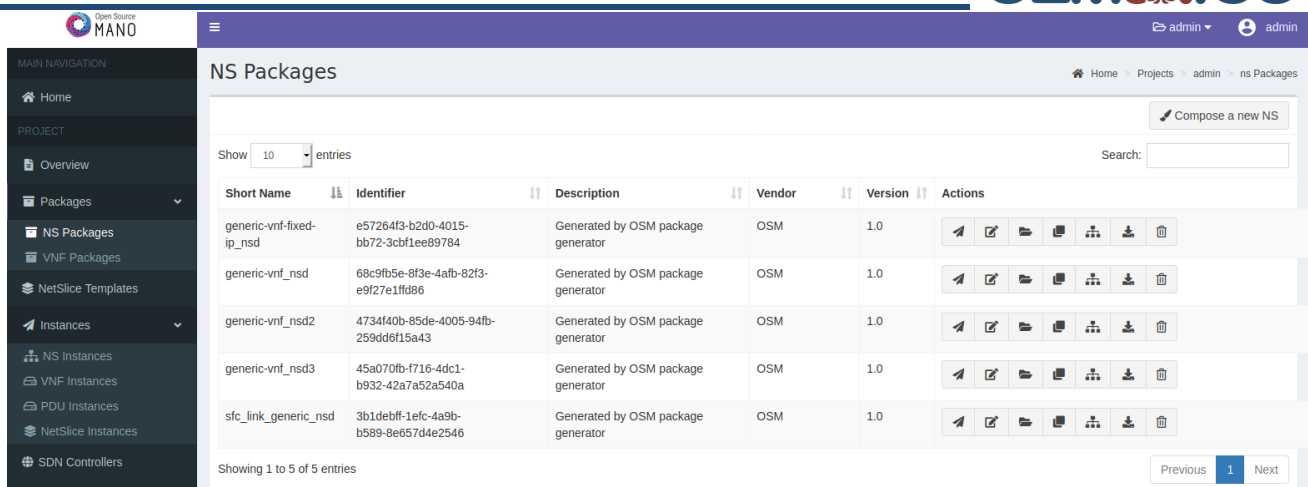 Open Source
MANO
admin
admin
MAIN NAVIGATION
Home
PROJECT
Overview
Packages
NS Packages
VNF Packages
NetSlice Templates
Instances
NS Instances
VNF Instances
PDU Instances
NetSlice Instances
SDN Controllers
NS Packages
Home > Projects > admin > ns Packages
Compose a new NS
Show 10 entries
Search:
Short Name Identifier Description Vendor Version Actions
generic-vnf-fixed- e57264f3-b2d0-4015- Generated by OSM package OSM 1.0
ip_nsd bb72-3cbf1ee89784 generator
generic-vnf_nsd 68c9fb5e-8f3e-4afb-82f3- Generated by OSM package OSM 1.0
e9f27e1ffd86 generator
generic-vnf_nsd2 4734f40b-85de-4005-94fb- Generated by OSM package OSM 1.0
259dd6f15a43 generator
generic-vnf_nsd3 45a070fb-f716-4dc1- Generated by OSM package OSM 1.0
b932-42a7a52a540a generator
sfc_link_generic_nsd 3b1debff-1efc-4a9b- Generated by OSM package OSM 1.0
b589-8e657d4e2546 generator
Showing 1 to 5 of 5 entries
Previous 1 Next